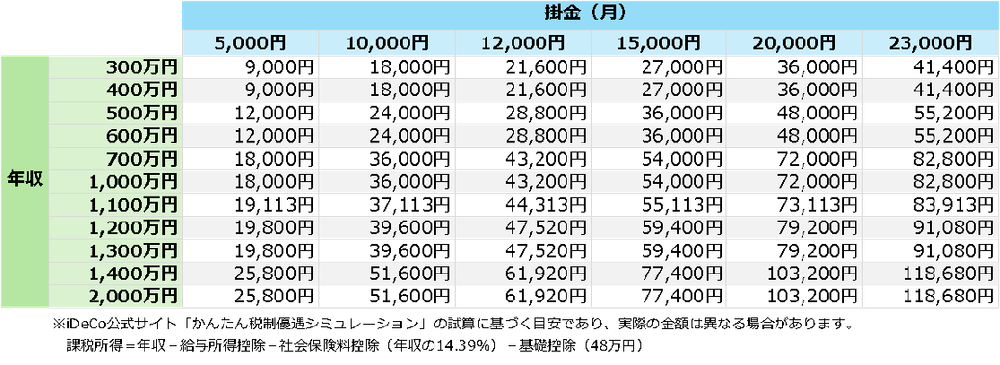 掛金（月）
5,000円 10,000円 12,000円 15,000円 20,000円 23,000円
年収
300万円 9,000円 18,000円 21,600円 27,000円 36,000円 41,400円
400万円 9,000円 18,000円 21,600円 27,000円 36,000円 41,400円
500万円 12,000円 24,000円 28,800円 36,000円 48,000円 55,200円
600万円 12,000円 24,000円 28,800円 36,000円 48,000円 55,200円
700万円 18,000円 36,000円 43,200円 54,000円 72,000円 82,800円
1,000万円 18,000円 36,000円 43,200円 54,000円 72,000円 82,800円
1,100万円 19,113円 37,113円 44,313円 55,113円 73,113円 83,913円
1,200万円 19,800円 39,600円 47,520円 59,400円 79,200円 91,080円
1,300万円 19,800円 39,600円 47,520円 59,400円 79,200円 91,080円
1,400万円 25,800円 51,600円 61,920円 77,400円 103,200円 118,680円
2,000万円 25,800円 51,600円 61,920円 77,400円 103,200円 118,680円
※iDeCo公式サイト「かんたん税制優遇シミュレーション」の試算に基づく目安であり、実際の金額は異なる場合があります。
課税所得＝年収－給与所得控除－社会保険料控除（年収の14.39%）－基礎控除（48万円）